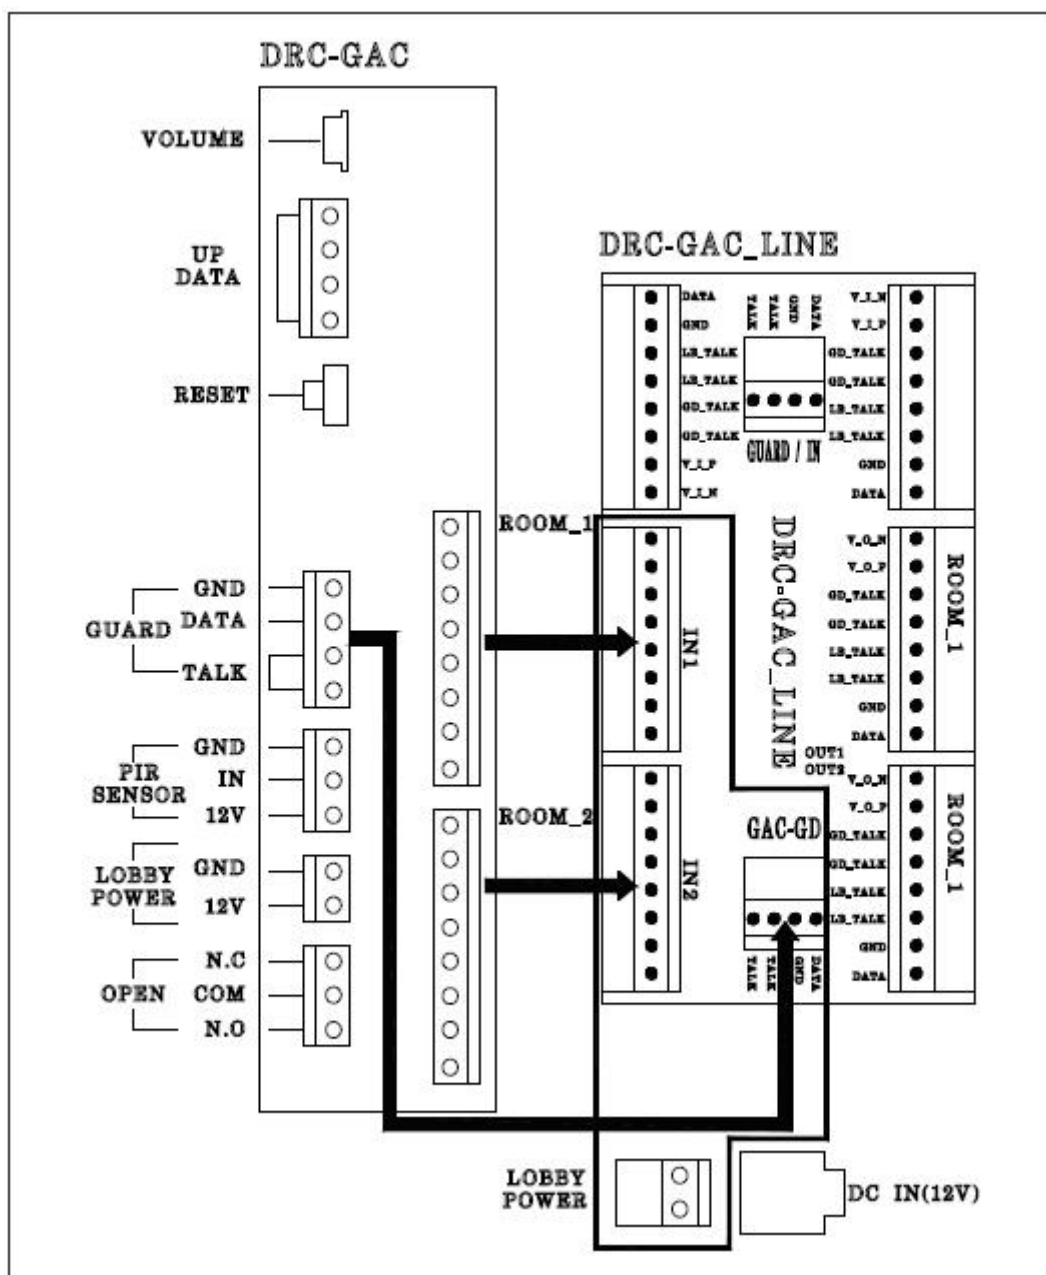 DRC-GAC
VOLUME
UP
DATA
RESET
GND
DATA
GUARD
TALK
GND
PIR
IN
SENSOR
12V
GND
LOBBY
POWER
12V
N.C
OPEN
COM
N.O
ROOM_1
ROOM_2
DRC-GAC_LINE
DATA
GND
LB_TALK
LB_TALK
GD_TALK
GD_TALK
V_I_P
V_I_N
TALK
TALK
GND
DATA
GUARD / IN
V_I_N
V_I_P
GD_TALK
GD_TALK
LB_TALK
LB_TALK
GND
DATA
IN1
DRC-GAC_LINE
V_O_N
V_O_P
GD_TALK
GD_TALK
LB_TALK
LB_TALK
GND
DATA
ROOM_1
OUT1
OUT2
IN2
GAC-GD
TALK
TALK
GND
DATA
V_O_N
V_O_P
GD_TALK
GD_TALK
LB_TALK
LB_TALK
GND
DATA
ROOM_1
LOBBY
POWER
DC IN(12V)